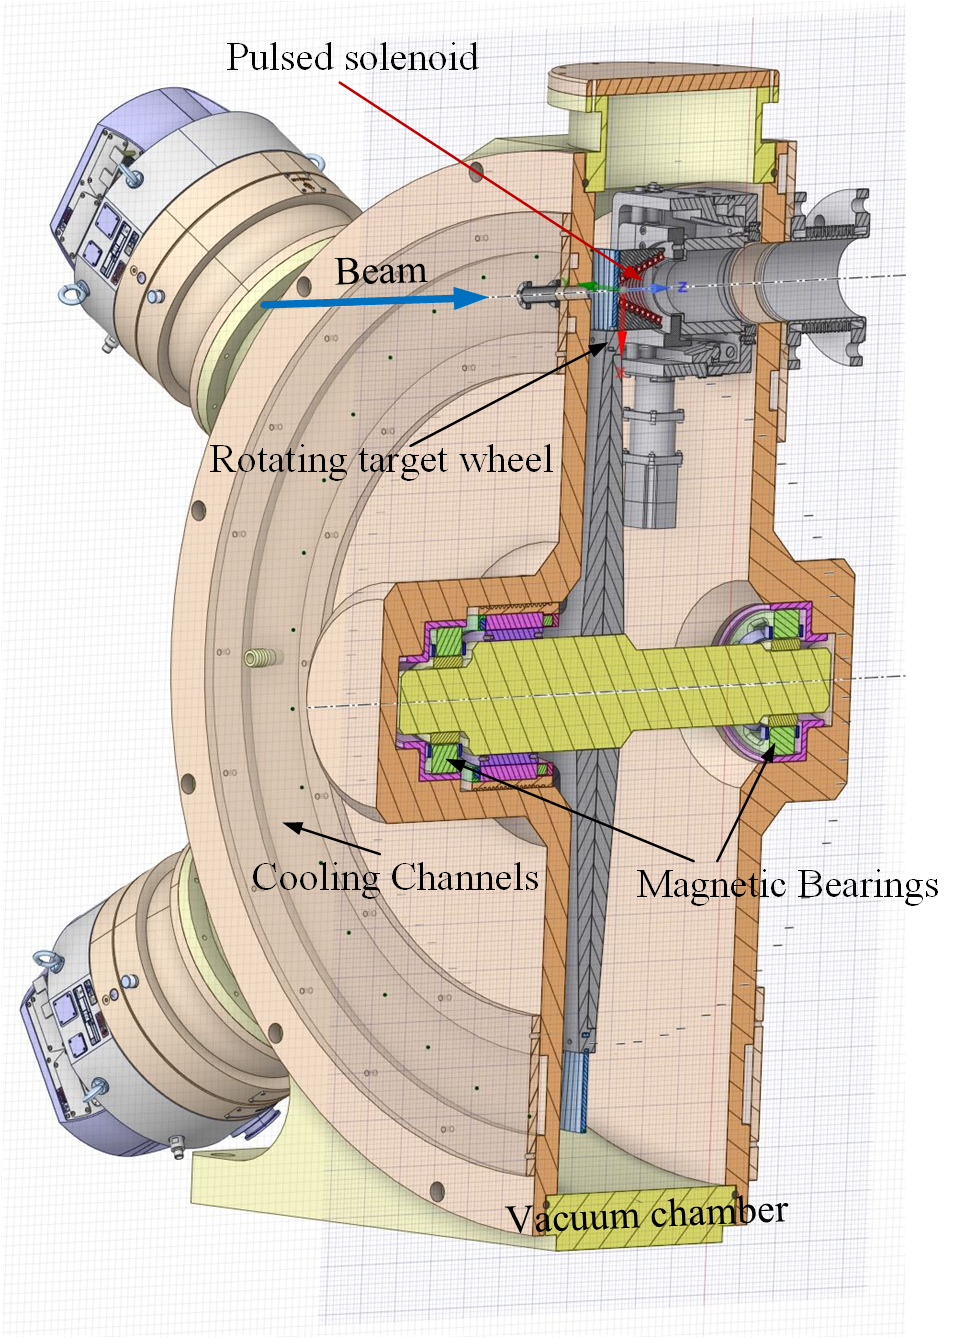 Pulsed solenoid
Beam
z
x
Rotating target wheel
Cooling Channels
Magnetic Bearings
Vacuum chamber